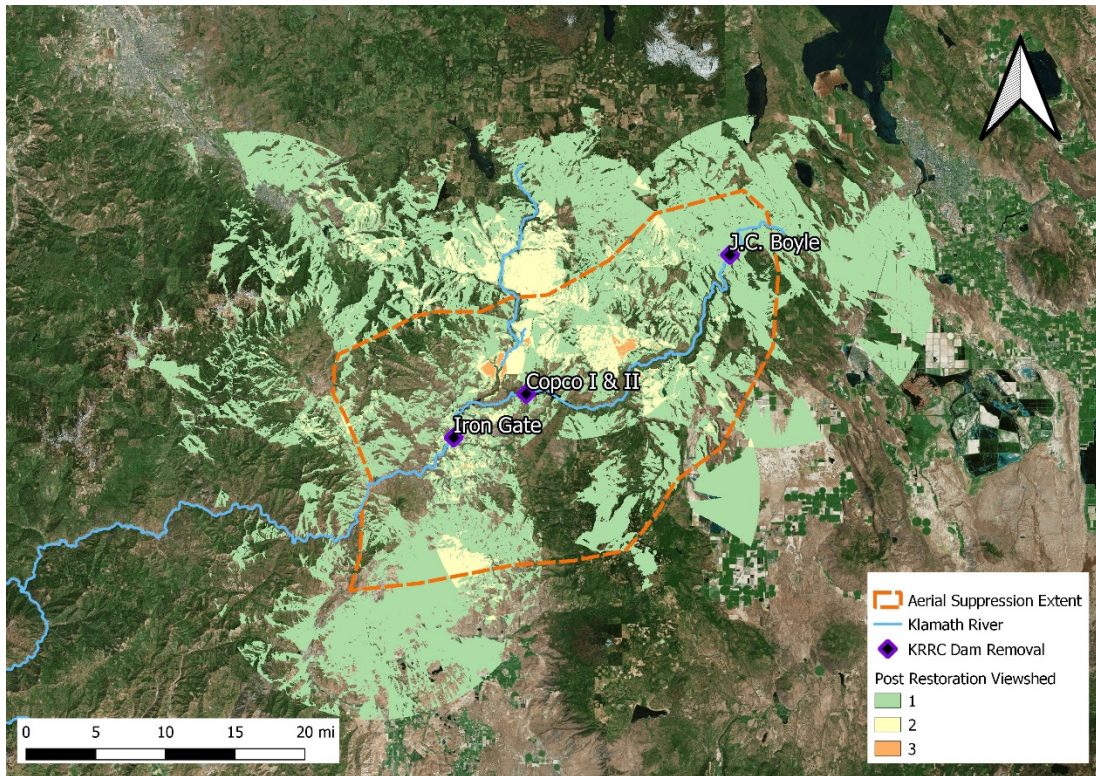 J.C. Boyle
Copco I & II
Iron Gate
Aerial Suppression Extent
Klamath River
KRRC Dam Removal
Post Restoration Viewshed
1
2
3
0 5 10 15 20 mi